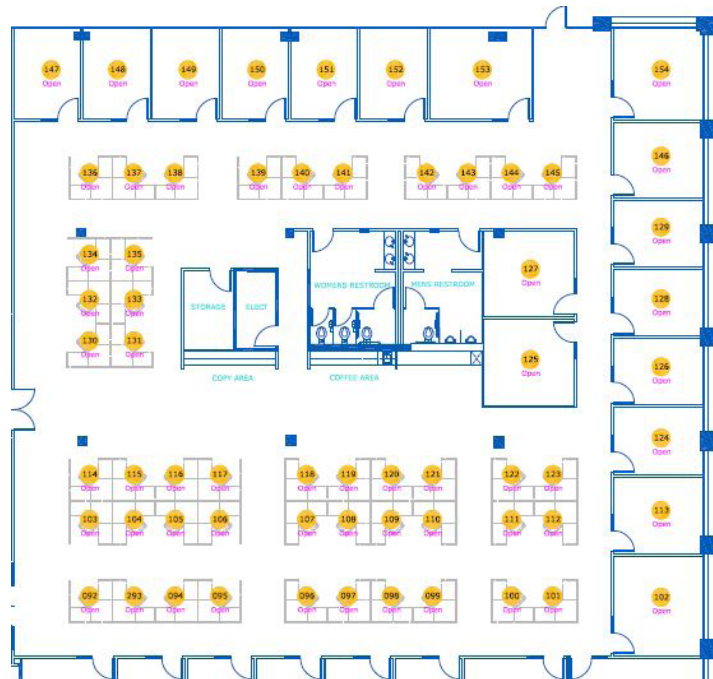 147 148 149 150 151 152 153 154
Open Open Open Open Open Open Open Open
146
Open
136 137 138 139 140 141 142 143 144 145
Open Open Open Open Open Open Open Open Open Open
129
Open
134 135
Open Open
127
Open
WOMENS RESTROOM MENS RESTROOM
128
Open
132 133
Open Open
STORAGE ELECT
130 131
Open Open
125
Open
126
Open
COPY AREA COFFEE AREA
124
Open
114 115 116 117 118 119 120 121 122 123
Open Open Open Open Open Open Open Open Open Open
113
Open
103 104 105 106 107 108 109 110 111 112
Open Open Open Open Open Open Open Open Open Open
092 293 094 095 096 097 098 099 100 101 102
Open Open Open Open Open Open Open Open Open Open Open